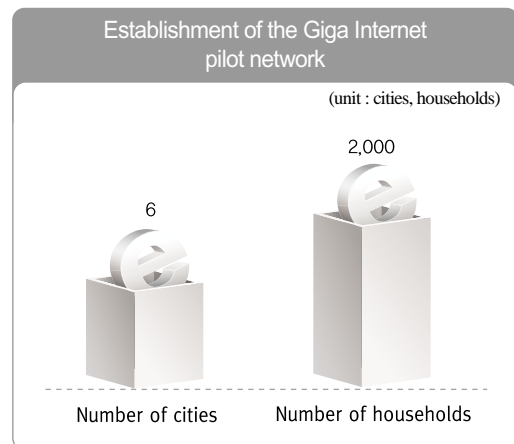 Establishment of the Giga Internet
pilot network
(unit : cities, households)
6
2,000
e
e
Number of cities
Number of households